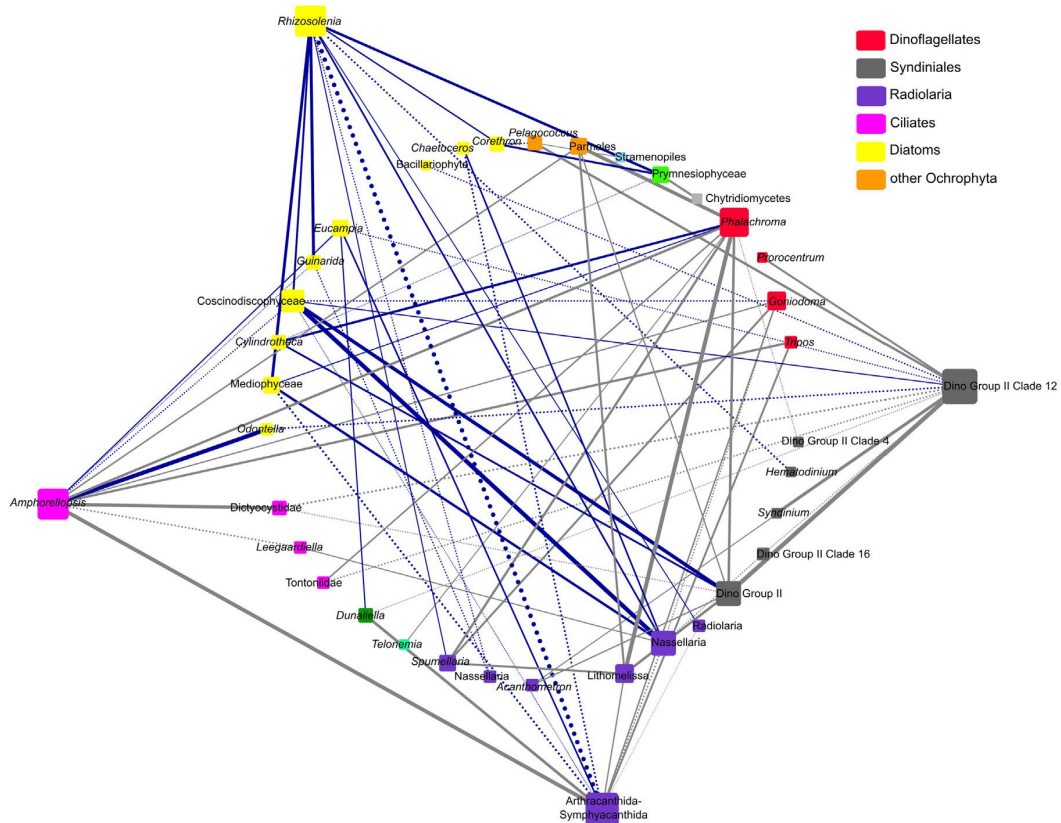 Rhizosolenia
Dinoflagellates
Syndiniales
Radiolaria
Ciliates
Diatoms
other Ochrophyta
Pelagococcus
Corethron
Parmales
Chaetoceros
Stramenopiles
Bacillariophyta
Prymnesiophyceae
Chytridiomycetes
Eucampia
Phalachroma
Prorocentrum
Guinarida
Coscinodiscophyceae
Goniodoma
Cylindrotheca
Tripos
Mediophyceae
Dino Group II Clade 12
Odontella
Dino Group II Clade 4
Hematodinium
Amphorellopsis
Dictyocystidae
Syndinium
Leegaardiella
Dino Group II Clade 16
Tontoniidae
Dino Group II
Dunaliella
Radiolaria
Telonemia
Nassellaria
Spumellaria
Nassellaria
Lithomelissa
Acanthometron
Arthracanthida-
Symphyacanthida